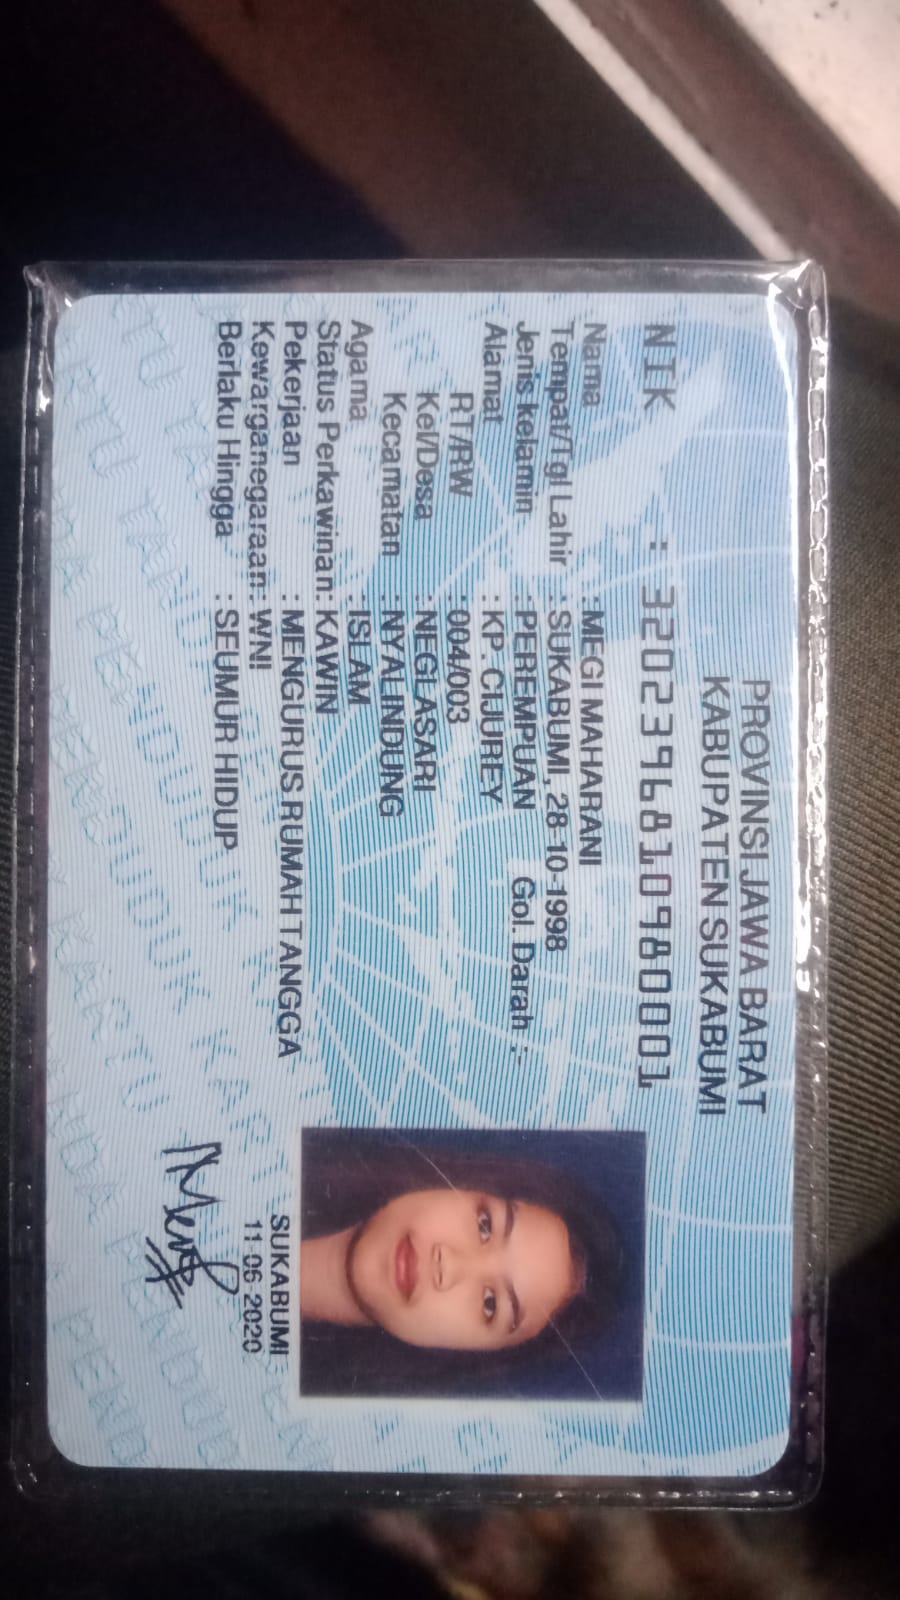 PROVINSI JAWA BARAT
KABUPATEN SUKABUMI
NIK : 3202396810980001
Nama : MEGI MAHARANI
Tempat/Tgl Lahir : SUKABUMI, 28-10-1998
Jenis kelamin : PEREMPUAN Gol. Darah : -
Alamat : KP. CIJUREY
RT/RW : 004/003
Kel/Desa : NEGLASARI
Kecamatan : NYALINDUNG
Agama : ISLAM
Status Perkawinan : KAWIN
Pekerjaan : MENGURUS RUMAH TANGGA
Kewarganegaraan : WNI
Berlaku Hingga : SEUMUR HIDUP
SUKABUMI
11-06-2020